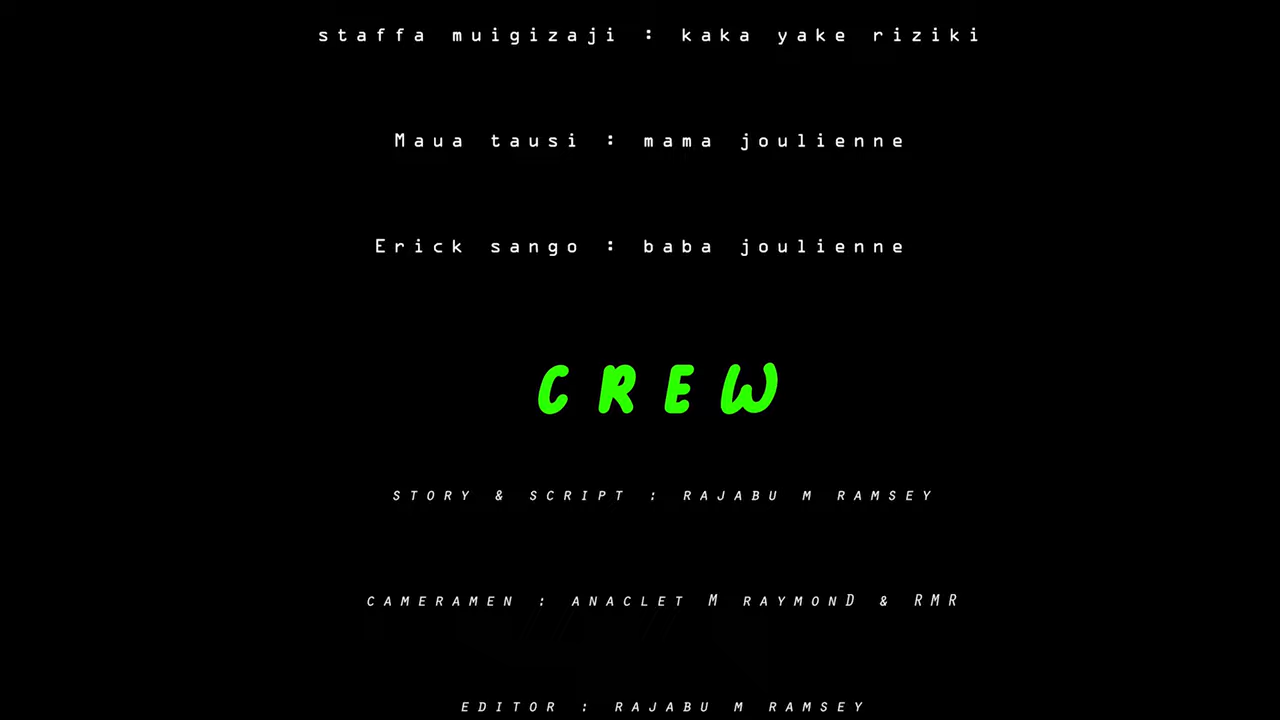 staffa muigizaji : kaka yake riziki
Maua tausi : mama joulienne
Erick sango : baba joulienne
CREW
STORY & SCRIPT : RAJABU M RAMSEY
CAMERAMEN : ANACLET M RAYMOND & RMR
EDITOR : RAJABU M RAMSEY